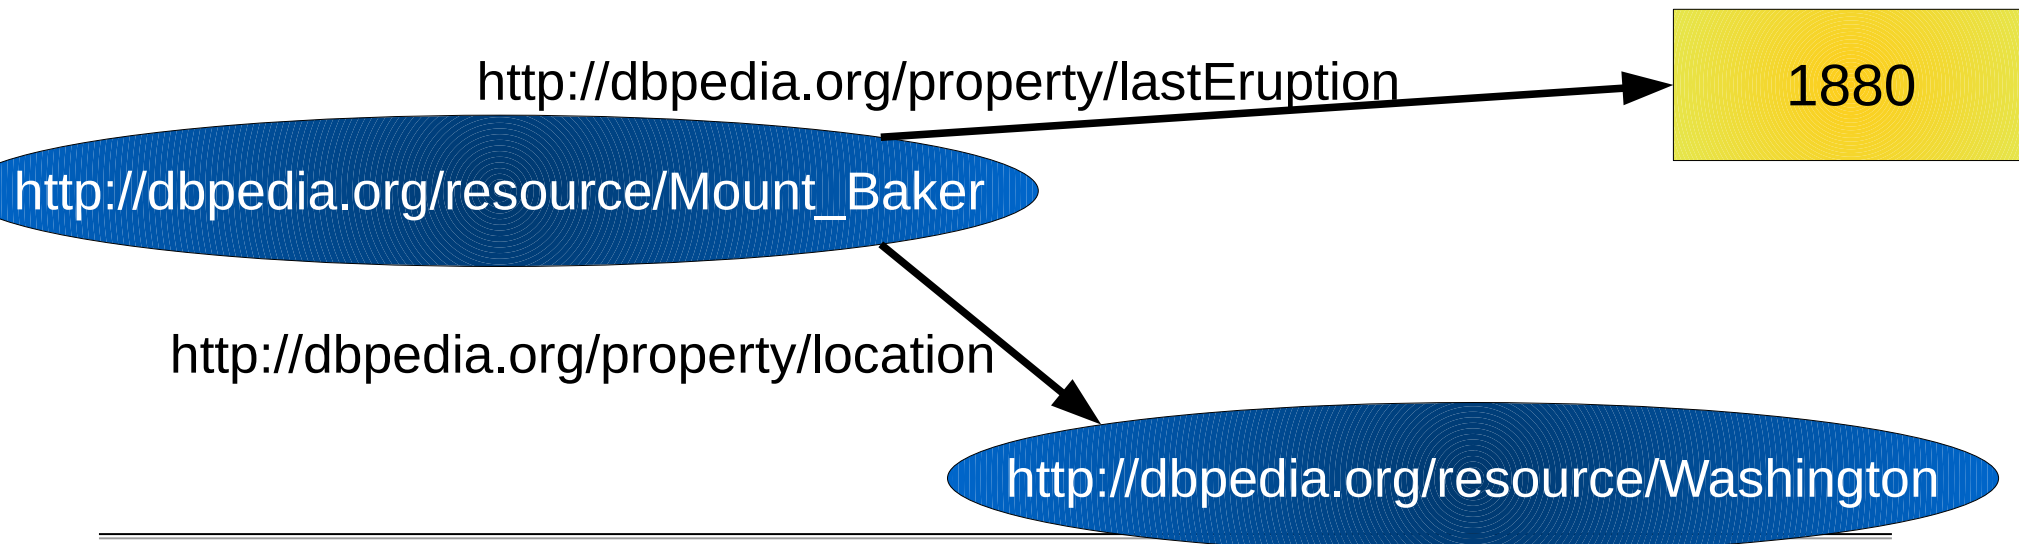 http://dbpedia.org/property/lastEruption
1880
http://dbpedia.org/resource/Mount_Baker
http://dbpedia.org/property/location
http://dbpedia.org/resource/Washington